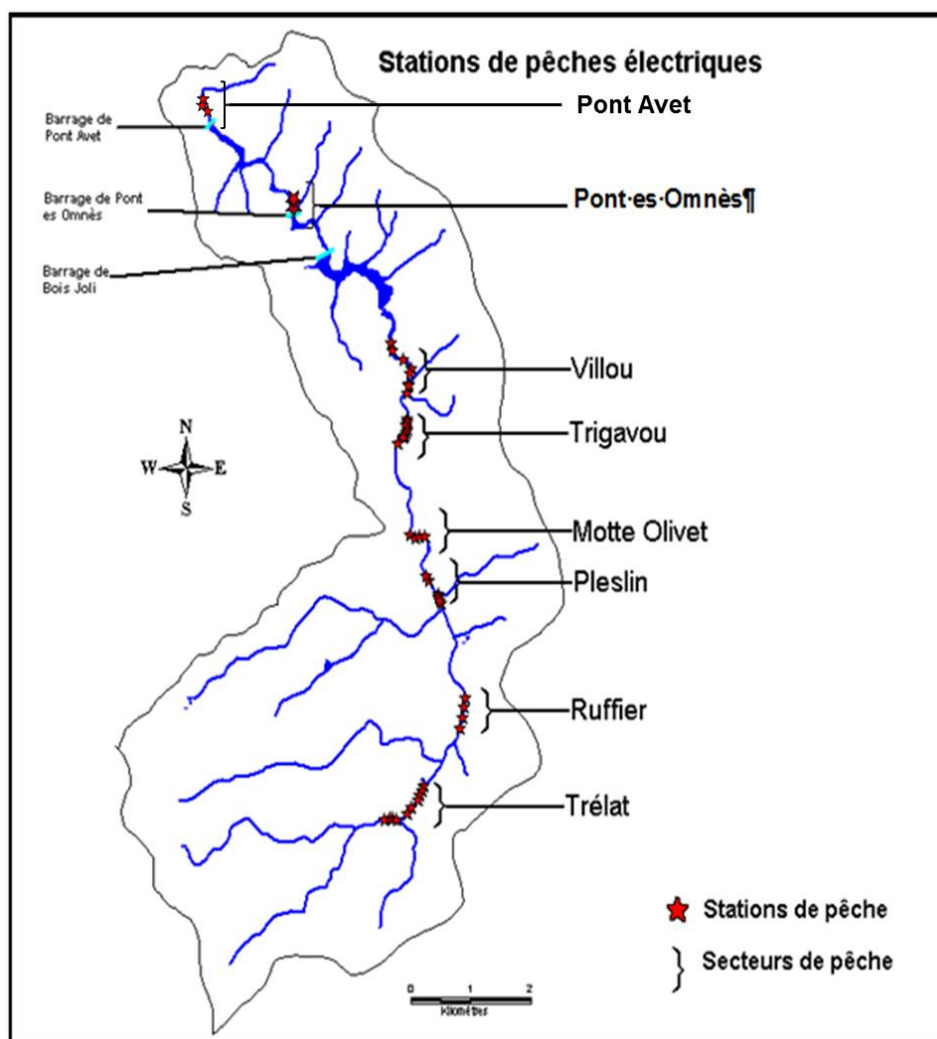 Stations de pêches électriques
Pont Avet
Barrage de
Pont Avet
Barrage de Pont
es Omnès
Pont·es·Omnès¶
Barrage de
Bois Joli
Villou
Trigavou
N
W
E
S
Motte Olivet
Pleslin
Ruffier
Trélat
Stations de pêche
Secteurs de pêche
0 1 2
kilomètres